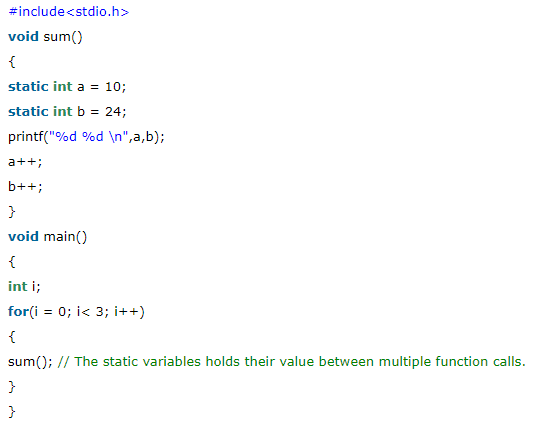 #include<stdio.h>
void sum()
{
static int a = 10;
static int b = 24;
printf("%d %d \n",a,b);
a++;
b++;
}
void main()
{
int i;
for(i = 0; i< 3; i++)
{
sum(); // The static variables holds their value between multiple function calls.
}
}